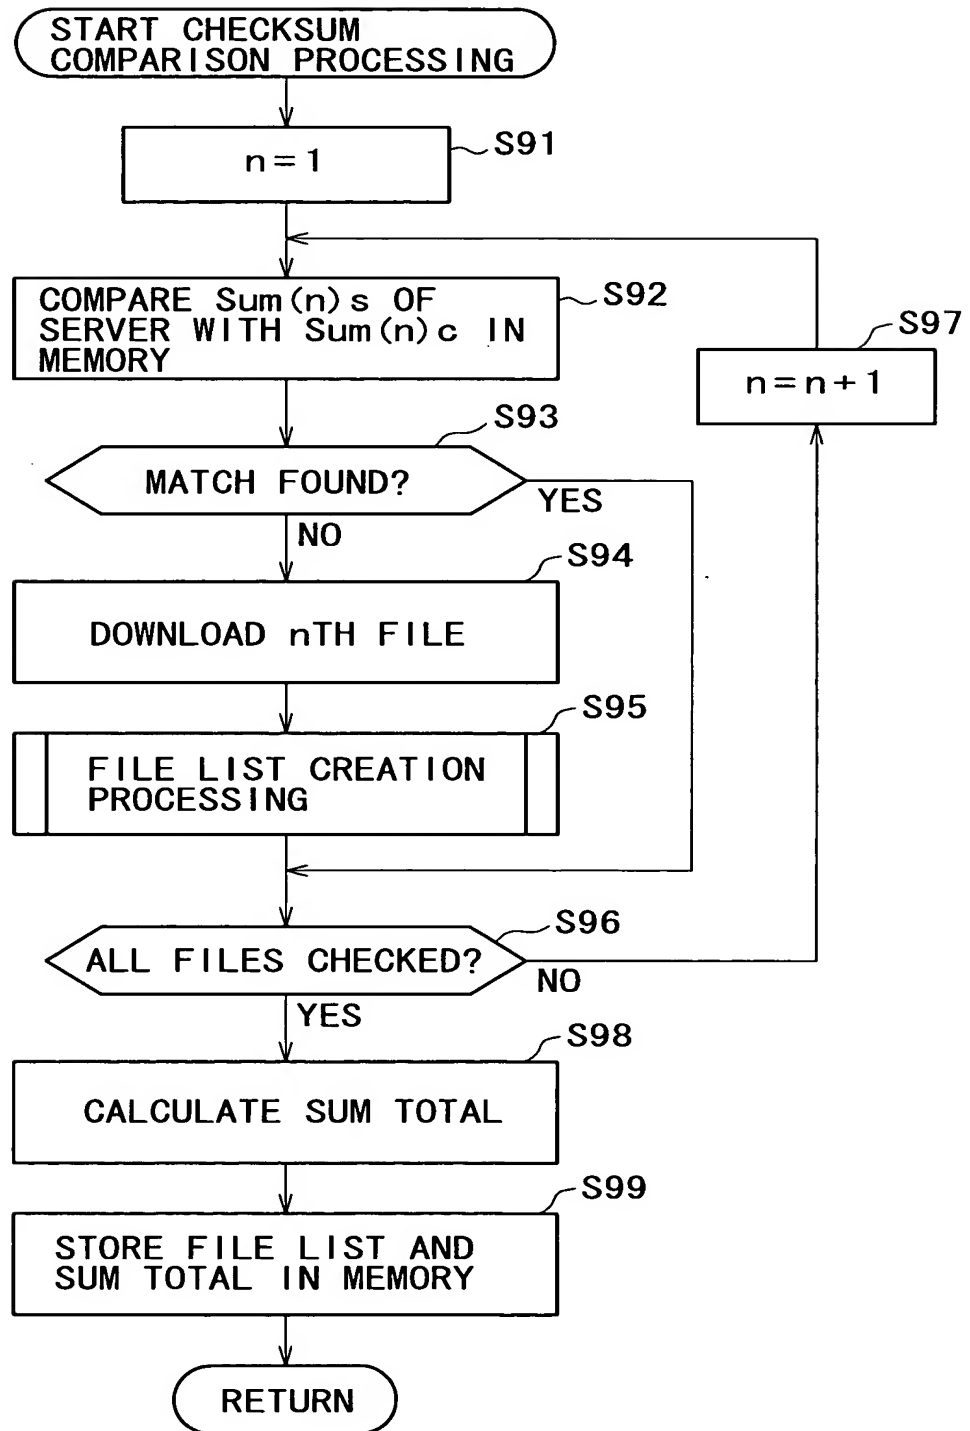 START CHECKSUM
COMPARISON PROCESSING
S91
n=1
S92
COMPARE Sum(n)s OF
SERVER WITH Sum(n)c IN
MEMORY
S97
n=n+1
S93
MATCH FOUND?
YES
NO
S94
DOWNLOAD nTH FILE
S95
FILE LIST CREATION
PROCESSING
S96
ALL FILES CHECKED?
NO
YES
S98
CALCULATE SUM TOTAL
S99
STORE FILE LIST AND
SUM TOTAL IN MEMORY
RETURN